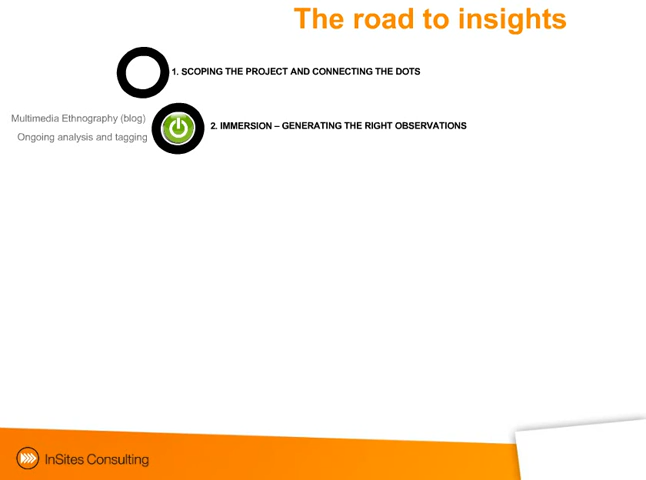 The road to insights
1. SCOPING THE PROJECT AND CONNECTING THE DOTS
Multimedia Ethnography (blog)
Ongoing analysis and tagging
2. IMMERSION – GENERATING THE RIGHT OBSERVATIONS
InSites Consulting